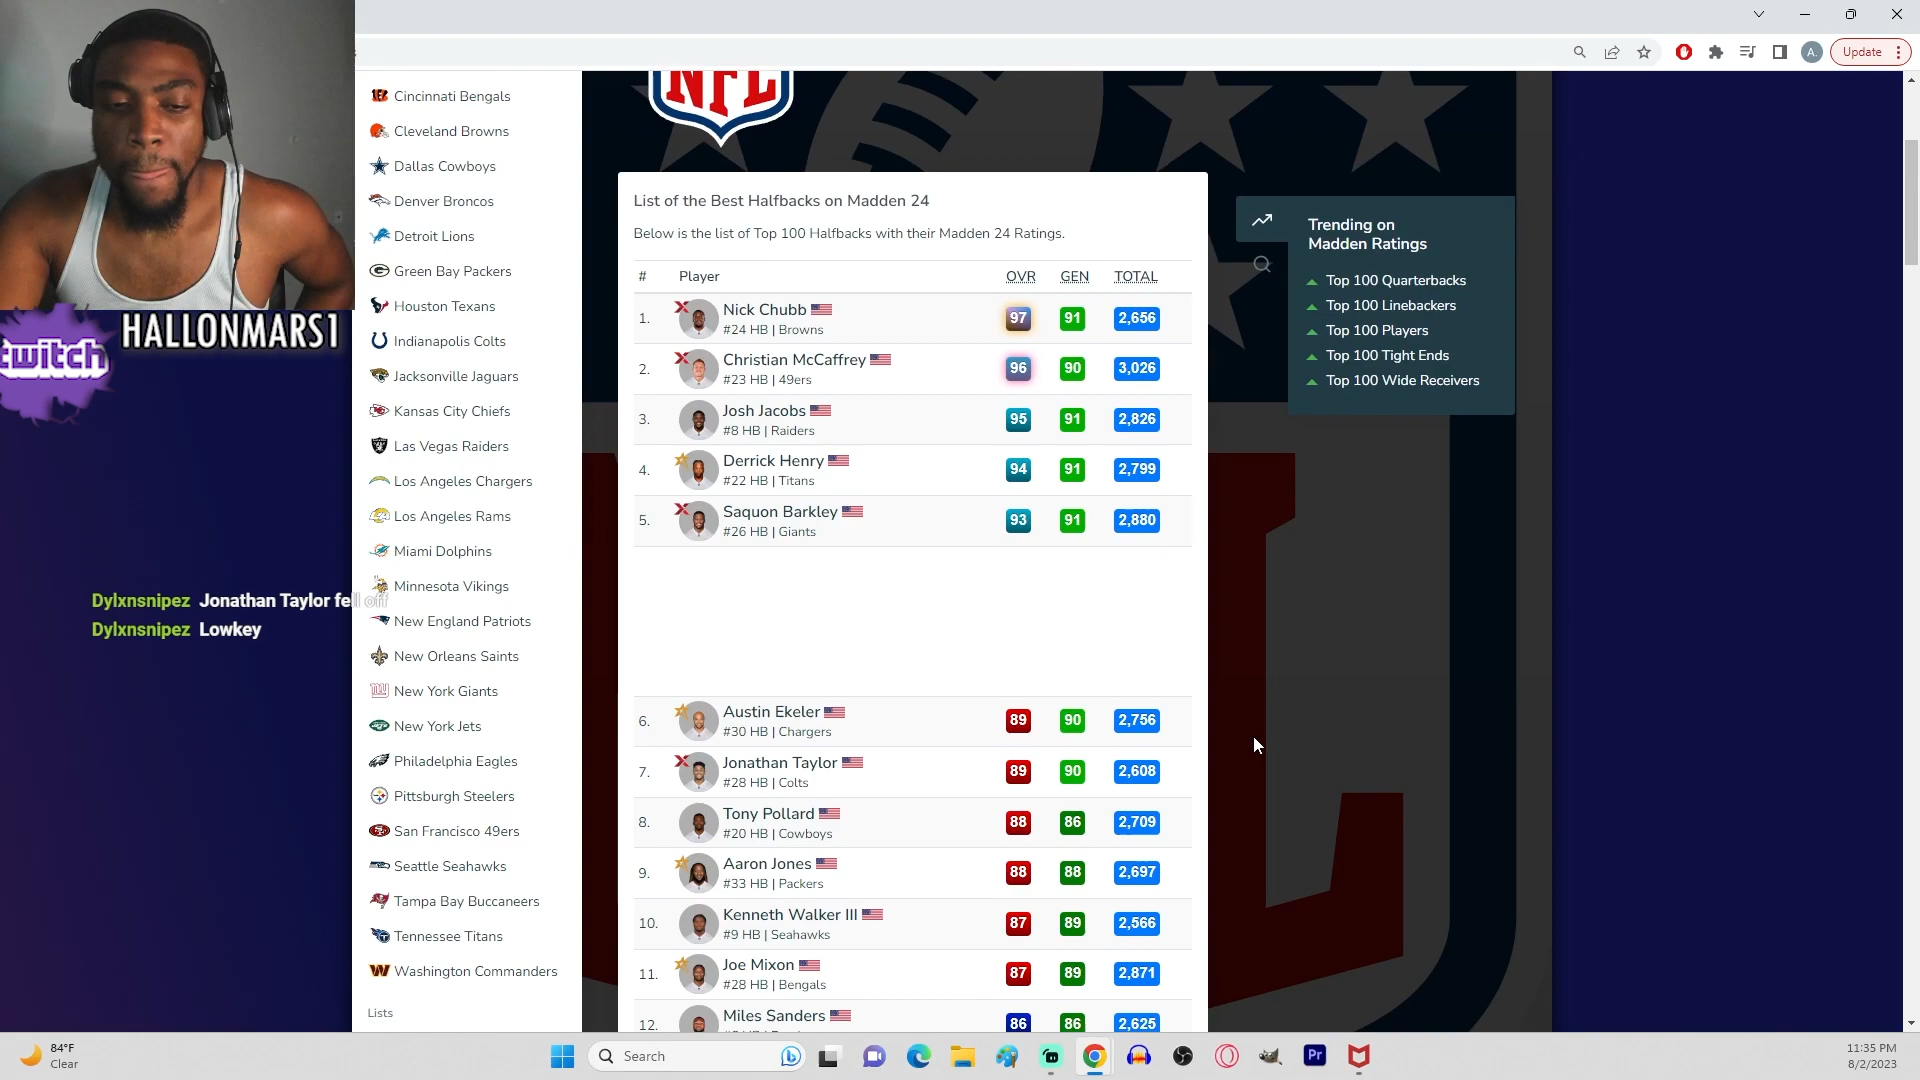 A.
Update
Cincinnati Bengals
Cleveland Browns
Dallas Cowboys
Denver Broncos
Detroit Lions
Green Bay Packers
Houston Texans
Indianapolis Colts
Jacksonville Jaguars
Kansas City Chiefs
Las Vegas Raiders
Los Angeles Chargers
Los Angeles Rams
Miami Dolphins
Minnesota Vikings
New England Patriots
New Orleans Saints
New York Giants
New York Jets
Philadelphia Eagles
Pittsburgh Steelers
San Francisco 49ers
Seattle Seahawks
Tampa Bay Buccaneers
Tennessee Titans
Washington Commanders
Lists
twitch
HALLONMARS1
Dylxnsnipez Jonathan Taylor fell off
Dylxnsnipez Lowkey
NFL
List of the Best Halfbacks on Madden 24
Below is the list of Top 100 Halfbacks with their Madden 24 Ratings.
# Player OVR GEN TOTAL
1. Nick Chubb 97 91 2,656
#24 HB | Browns
2. Christian McCaffrey 96 90 3,026
#23 HB | 49ers
3. Josh Jacobs 95 91 2,826
#8 HB | Raiders
4. Derrick Henry 94 91 2,799
#22 HB | Titans
5. Saquon Barkley 93 91 2,880
#26 HB | Giants
6. Austin Ekeler 89 90 2,756
#30 HB | Chargers
7. Jonathan Taylor 89 90 2,608
#28 HB | Colts
8. Tony Pollard 88 86 2,709
#20 HB | Cowboys
9. Aaron Jones 88 88 2,697
#33 HB | Packers
10. Kenneth Walker III 87 89 2,566
#9 HB | Seahawks
11. Joe Mixon 87 89 2,871
#28 HB | Bengals
12. Miles Sanders 86 86 2,625
Trending on
Madden Ratings
Top 100 Quarterbacks
Top 100 Linebackers
Top 100 Players
Top 100 Tight Ends
Top 100 Wide Receivers
84°F
Clear
Search
Pr
11:35 PM
8/2/2023